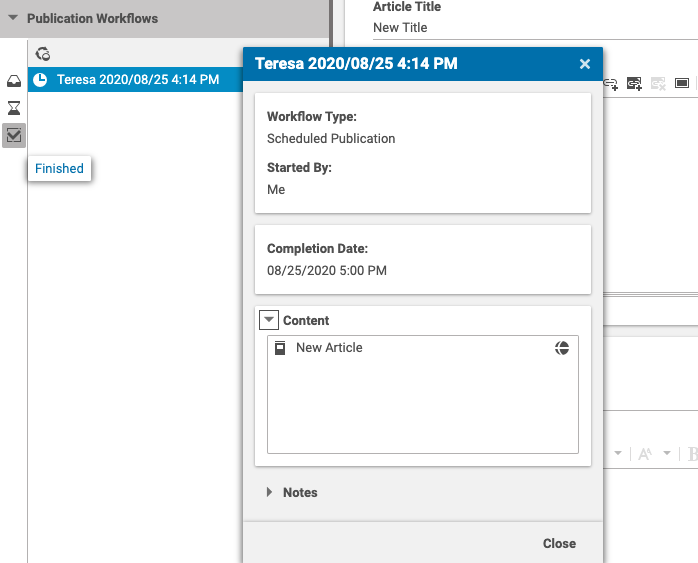 Publication Workflows
Article Title
New Title
Teresa 2020/08/25 4:14 PM
Finished
Teresa 2020/08/25 4:14 PM
Workflow Type:
Scheduled Publication
Started By:
Me
Completion Date:
08/25/2020 5:00 PM
Content
New Article
Notes
Close